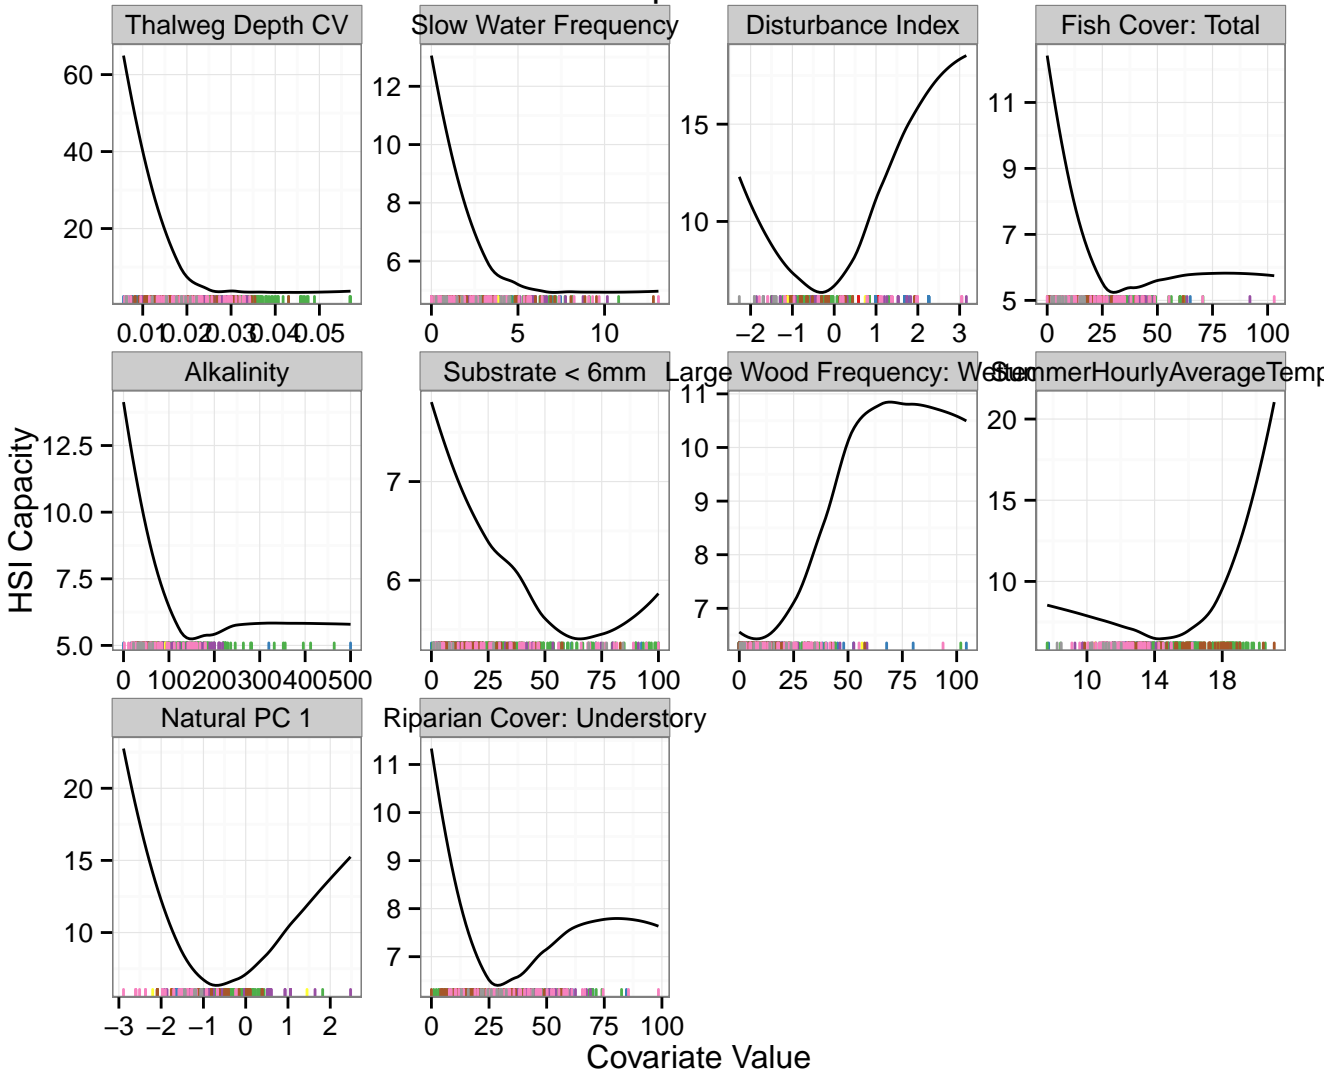 Thalweg Depth CV
Slow Water Frequency
Disturbance Index
Fish Cover: Total
60
40
20
12
10
8
6
15
10
11
9
7
5
0.01 0.02 0.03 0.04 0.05
0 5 10
−2 −1 0 1 2 3
0 25 50 75 100
Alkalinity
Substrate < 6mm
Large Wood Frequency: Wetted
SummerHourlyAverageTemp
HSI Capacity
12.5
10.0
7.5
5.0
7
6
11
10
9
8
7
20
15
10
0 100 200 300 400 500
0 25 50 75 100
0 25 50 75 100
10 14 18
Natural PC 1
Riparian Cover: Understory
20
15
10
11
10
9
8
7
−3 −2 −1 0 1 2
0 25 50 75 100
Covariate Value